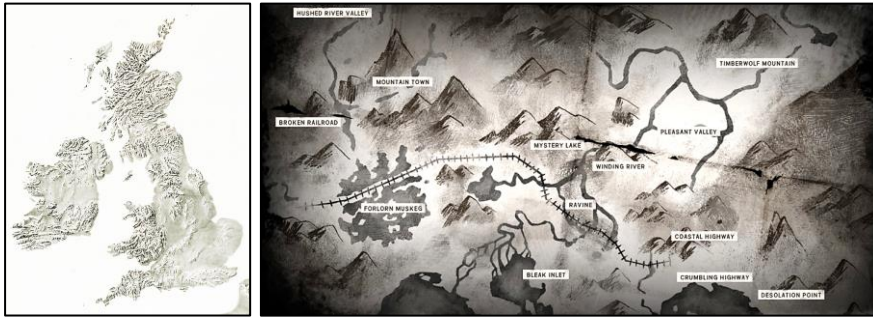 HUSHED RIVER VALLEY
MOUNTAIN TOWN
TIMBERWOLF MOUNTAIN
BROKEN RAILROAD
PLEASANT VALLEY
MYSTERY LAKE
WINDING RIVER
FORLORN MUSKEG
RAVINE
COASTAL HIGHWAY
BLEAK INLET
CRUMBLING HIGHWAY
DESOLATION POINT